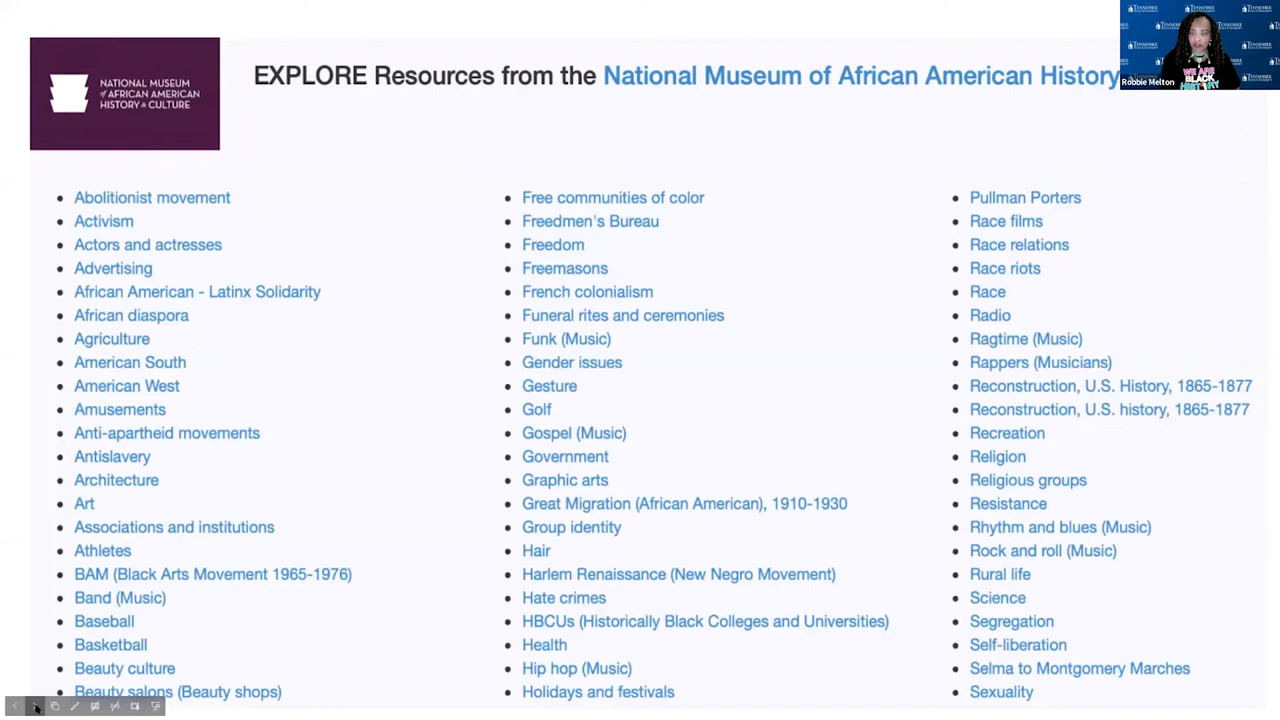 NATIONAL MUSEUM
OF AFRICAN AMERICAN
HISTORY & CULTURE
EXPLORE Resources from the National Museum of African American History
TENNESSEE
WE ARE
BLACK
HISTORY
Robbie Melton
Abolitionist movement
Activism
Actors and actresses
Advertising
African American - Latinx Solidarity
African diaspora
Agriculture
American South
American West
Amusements
Anti-apartheid movements
Antislavery
Architecture
Art
Associations and institutions
Athletes
BAM (Black Arts Movement 1965-1976)
Band (Music)
Baseball
Basketball
Beauty culture
Beauty salons (Beauty shops)
Free communities of color
Freedmen's Bureau
Freedom
Freemasons
French colonialism
Funeral rites and ceremonies
Funk (Music)
Gender issues
Gesture
Golf
Gospel (Music)
Government
Graphic arts
Great Migration (African American), 1910-1930
Group identity
Hair
Harlem Renaissance (New Negro Movement)
Hate crimes
HBCUs (Historically Black Colleges and Universities)
Health
Hip hop (Music)
Holidays and festivals
Pullman Porters
Race films
Race relations
Race riots
Race
Radio
Ragtime (Music)
Rappers (Musicians)
Reconstruction, U.S. History, 1865-1877
Reconstruction, U.S. history, 1865-1877
Recreation
Religion
Religious groups
Resistance
Rhythm and blues (Music)
Rock and roll (Music)
Rural life
Science
Segregation
Self-liberation
Selma to Montgomery Marches
Sexuality